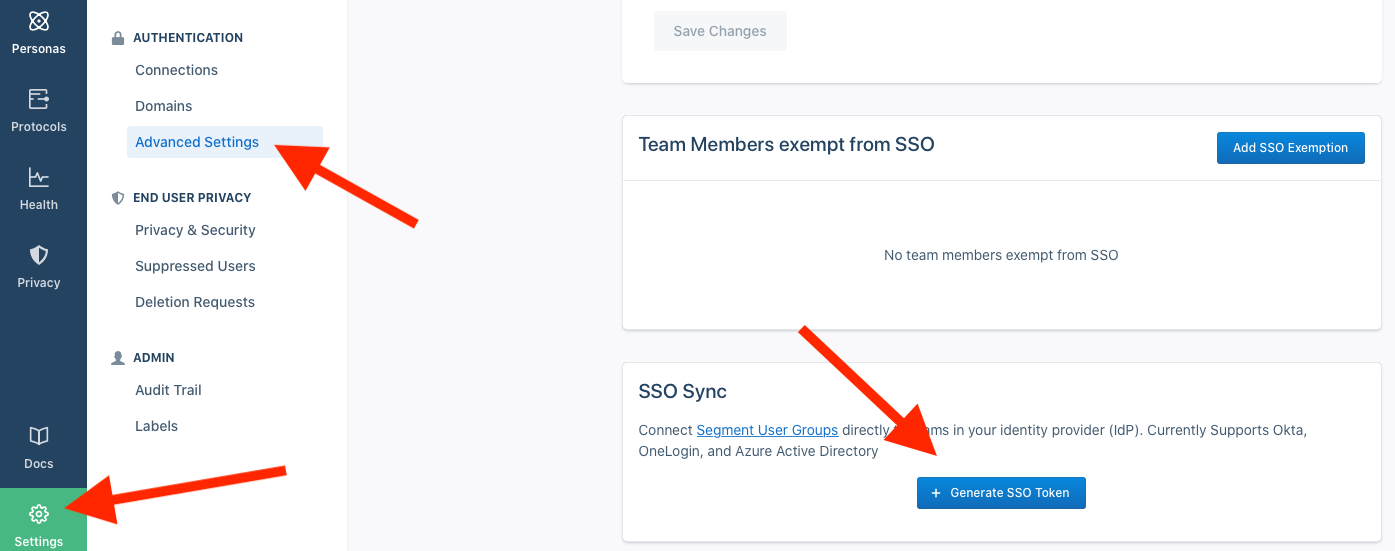 Personas
Protocols
Health
Privacy
Docs
Settings
AUTHENTICATION
Connections
Domains
Advanced Settings
END USER PRIVACY
Privacy & Security
Suppressed Users
Deletion Requests
ADMIN
Audit Trail
Labels
Save Changes
Team Members exempt from SSO
Add SSO Exemption
No team members exempt from SSO
SSO Sync
Connect Segment User Groups directly in your identity provider (IdP). Currently Supports Okta,
OneLogin, and Azure Active Directory
+ Generate SSO Token